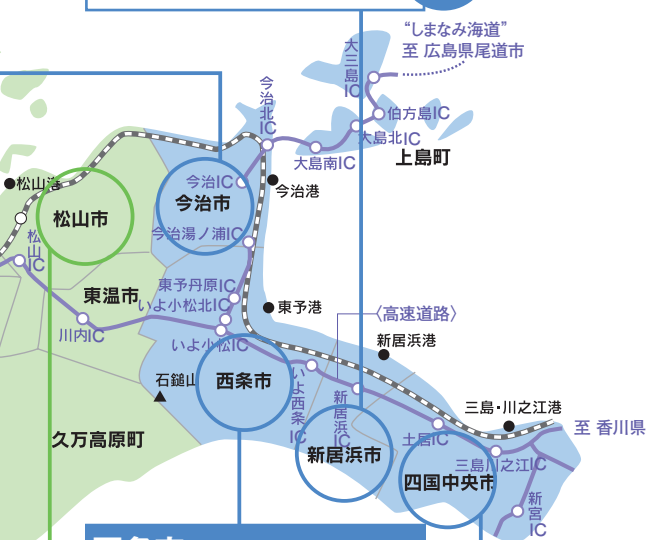 “しまなみ海道”
至 広島県尾道市
大三島IC
伯方島IC
大島北IC
上島町
今治北IC
大島南IC
今治IC
今治港
今治市
松山港
松山市
松山IC
今治湯ノ浦IC
東予丹原IC
東温市
いよ小松北IC
東予港
〈高速道路〉
川内IC
いよ小松IC
新居浜港
石鎚山
西条市
いよ西条IC
新居浜IC
三島・川之江港
至 香川県
久万高原町
土居IC
新居浜市
三島川之江IC
四国中央市
新宮IC